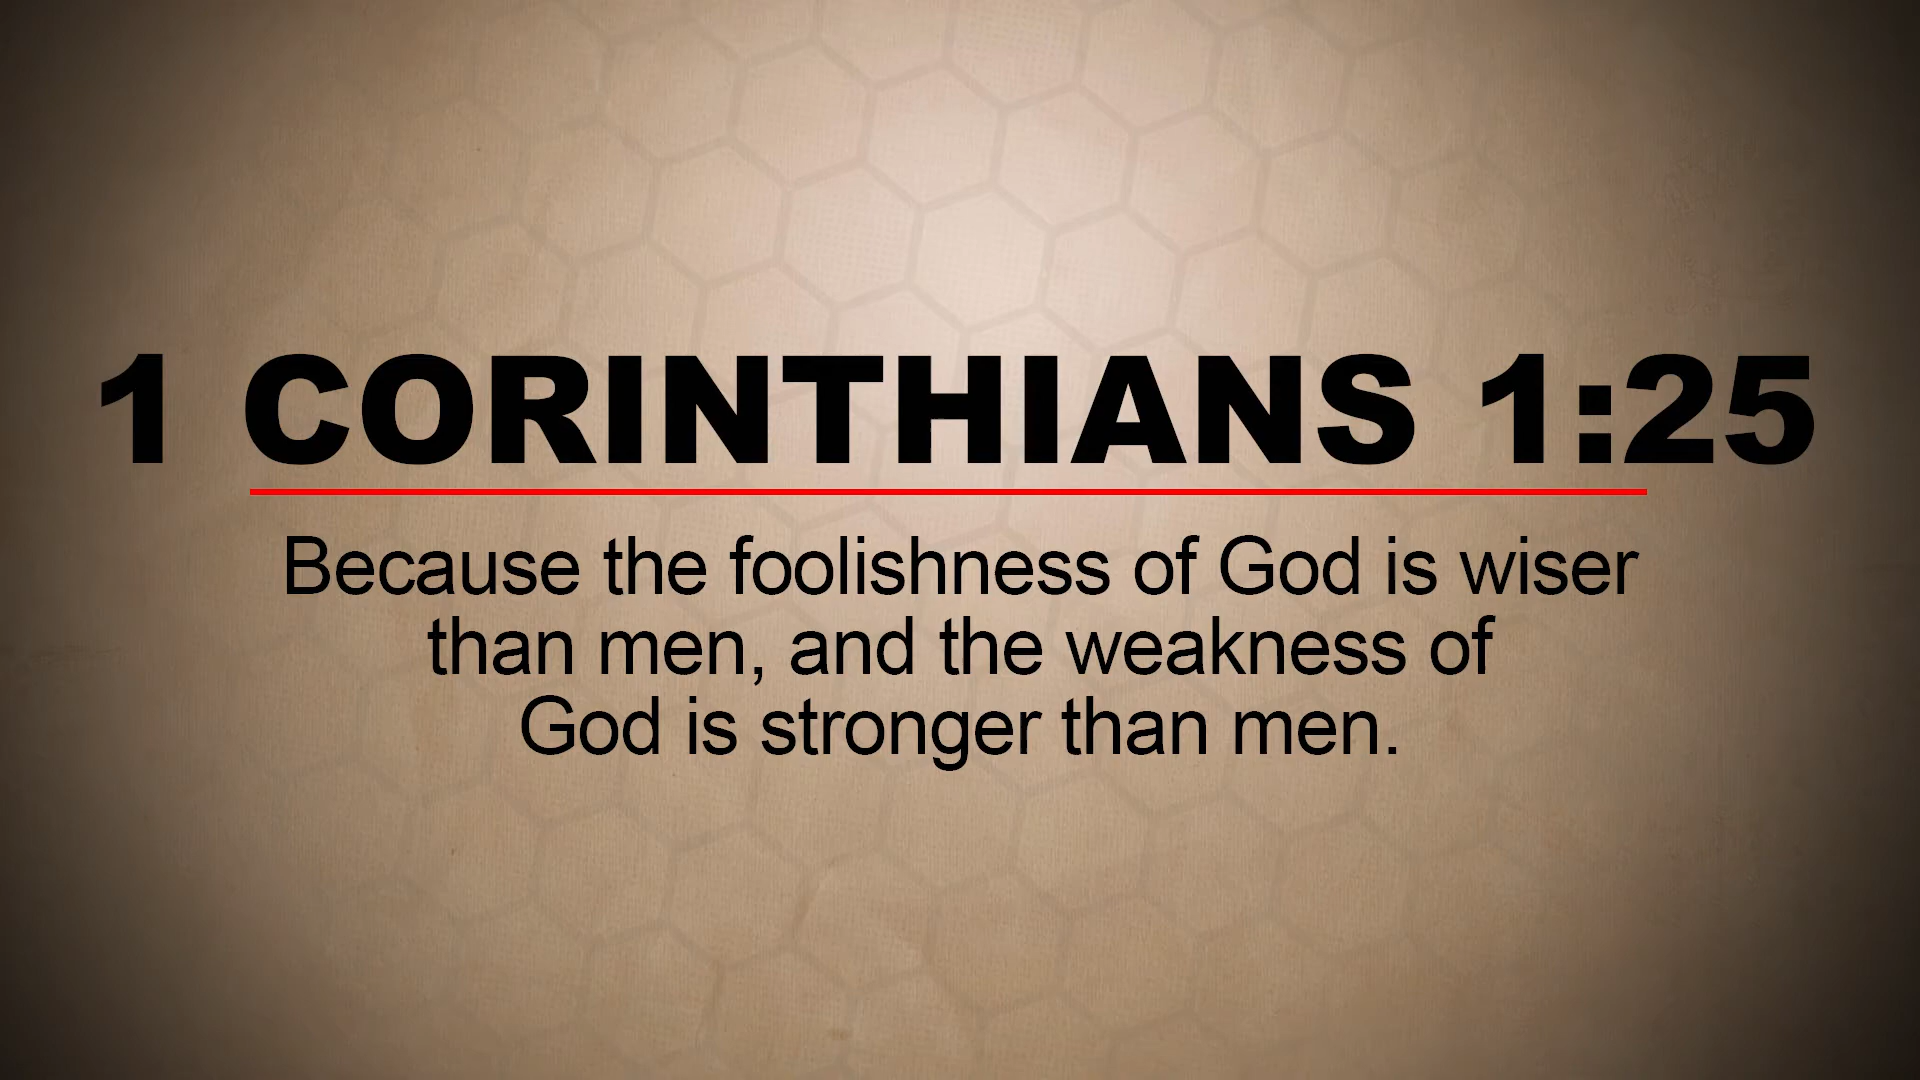 1 CORINTHIANS 1:25
Because the foolishness of God is wiser
than men, and the weakness of
God is stronger than men.